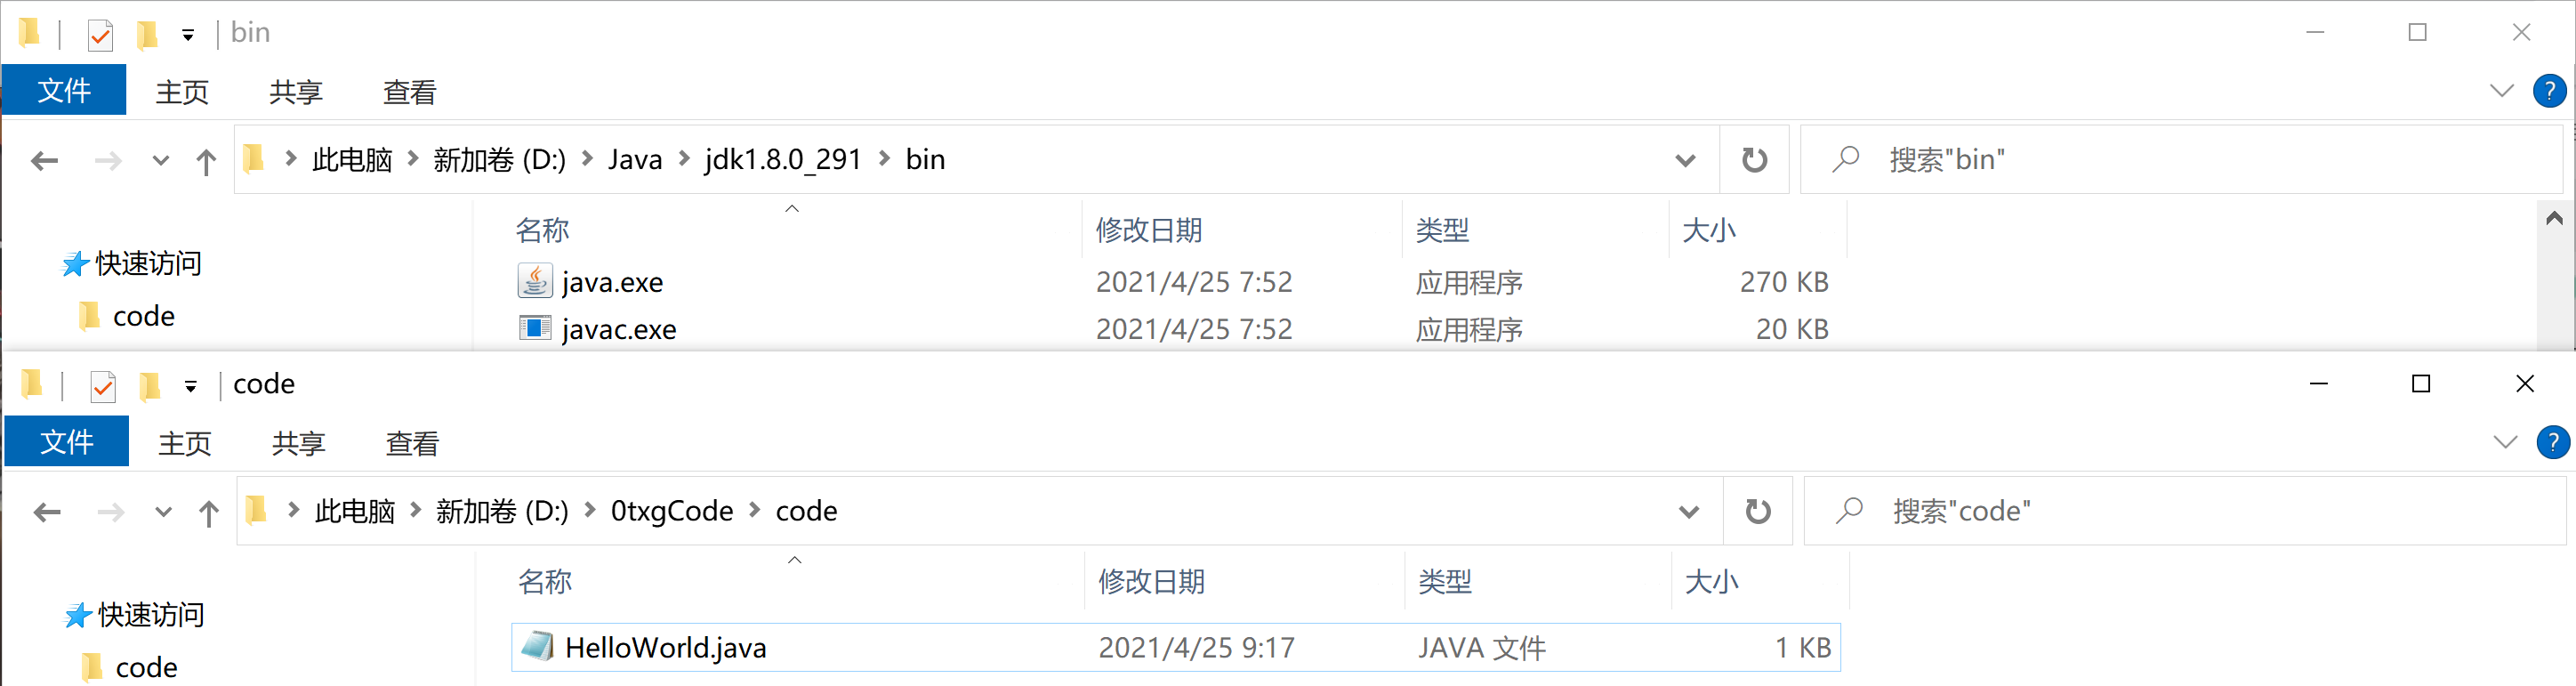 bin
文件 主页 共享 查看
此电脑 新加卷 (D:) Java jdk1.8.0_291 bin 搜索"bin"
名称 修改日期 类型 大小
快速访问
java.exe 2021/4/25 7:52 应用程序 270 KB
code
javac.exe 2021/4/25 7:52 应用程序 20 KB
code
文件 主页 共享 查看
此电脑 新加卷 (D:) 0txgCode code 搜索"code"
名称 修改日期 类型 大小
快速访问
HelloWorld.java 2021/4/25 9:17 JAVA 文件 1 KB
code